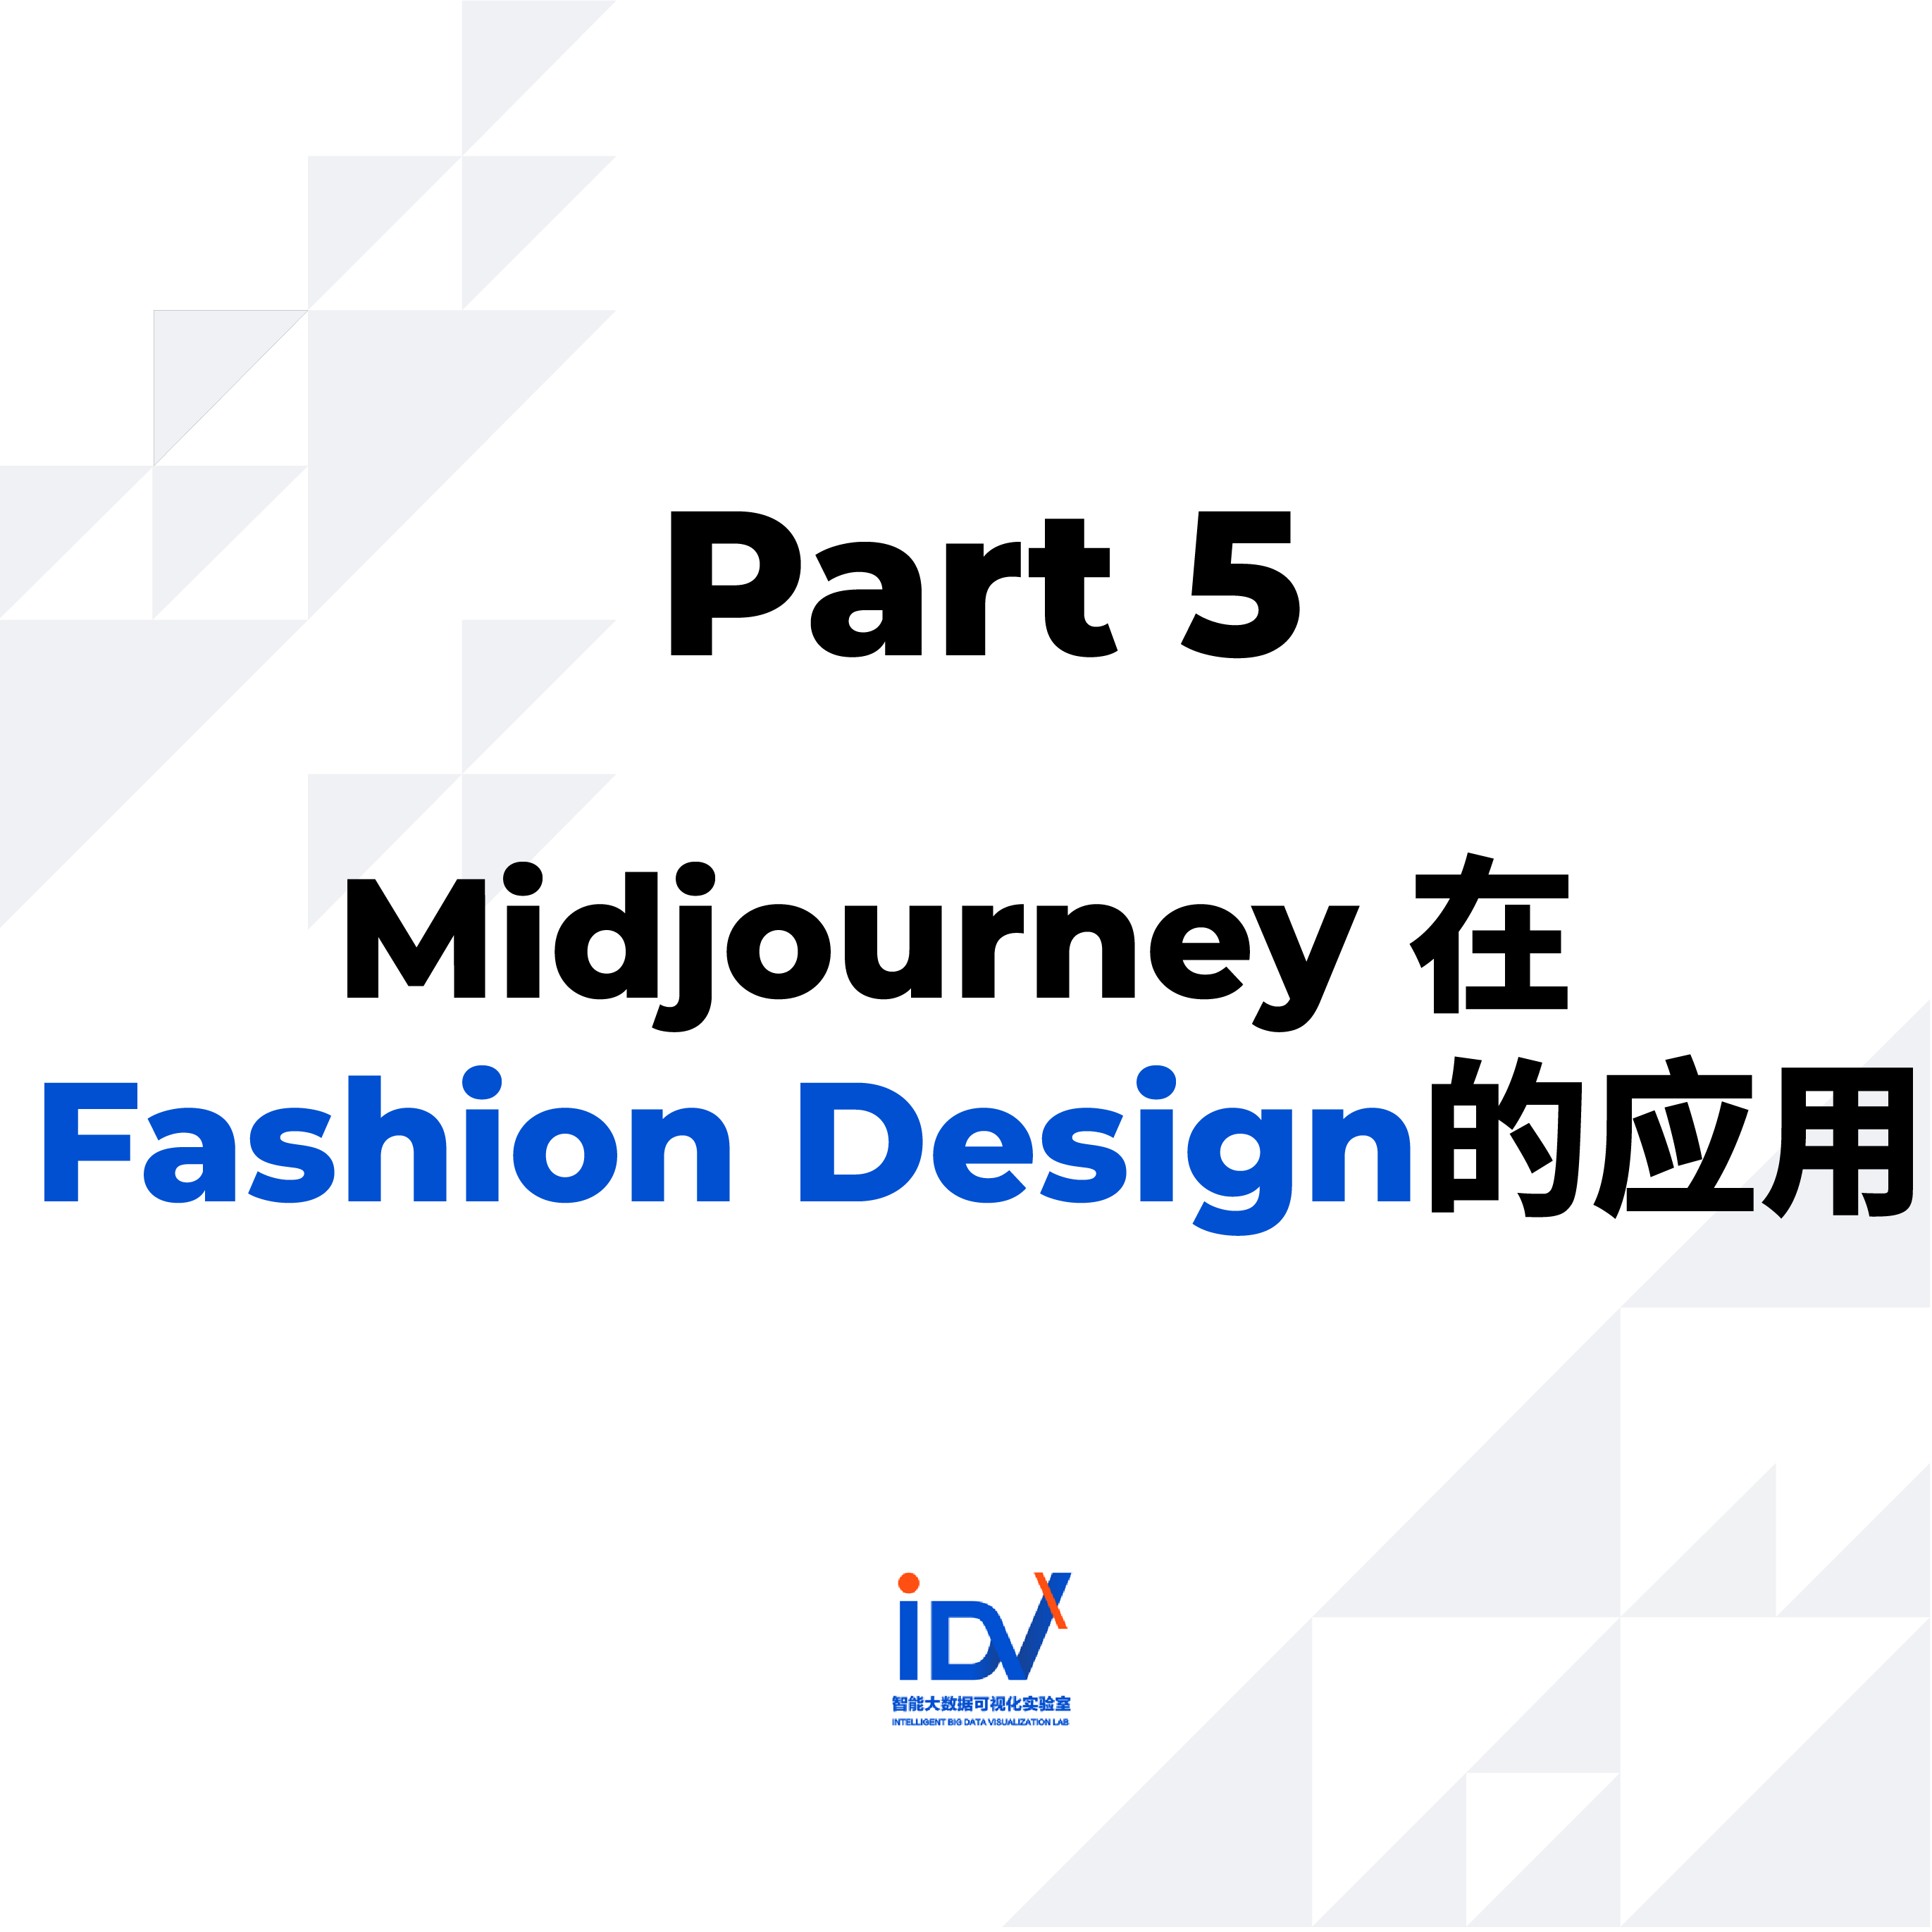 Part 5
Midjourney 在
Fashion Design的应用
iDVX
智能大数据可视化实验室
INTELLIGENT BIG DATA VISUALIZATION LAB